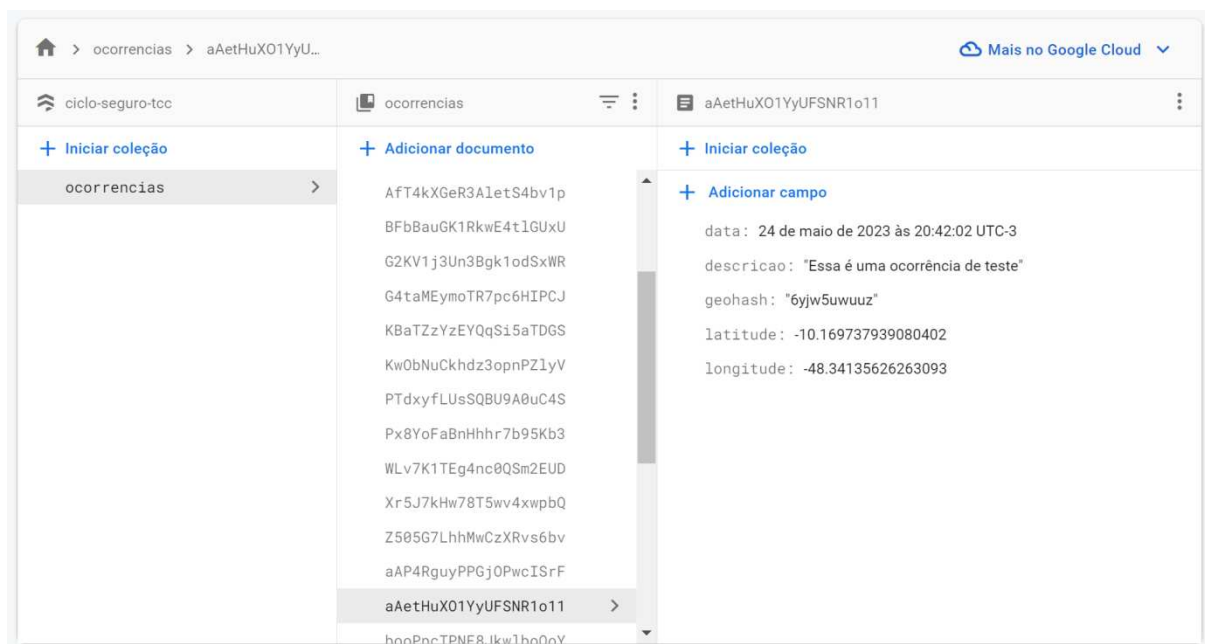 ocorrencias > aAetHuXO1YyU...
Mais no Google Cloud
ciclo-seguro-tcc
ocorrencias
aAetHuXO1YyUFSNR1o11
+ Iniciar coleção
+ Adicionar documento
+ Iniciar coleção
ocorrencias
AfT4kXGeR3AletS4bv1p
BFbBauGK1RkwE4tlGUxU
G2KV1j3Un3Bgk1odSxWR
G4taMEymoTR7pc6HIPCJ
KBaTZzYzEYQqSi5aTDGS
KwObNuCkhdz3opnPZlyV
PTdxyfLUsSQBU9A0uC4S
Px8YoFaBnHhhr7b95Kb3
WLv7K1TEg4nc0QSm2EUD
Xr5J7kHw78T5wv4xwpbQ
Z505G7LhhMwCzXRvs6bv
aAP4RguyPPGjOPwcISrF
aAetHuXO1YyUFSNR1o11
+ Adicionar campo
data: 24 de maio de 2023 às 20:42:02 UTC-3
descricao: "Essa é uma ocorrência de teste"
geohash: "6yjw5uwuuz"
latitude: -10.169737939080402
longitude: -48.34135626263093